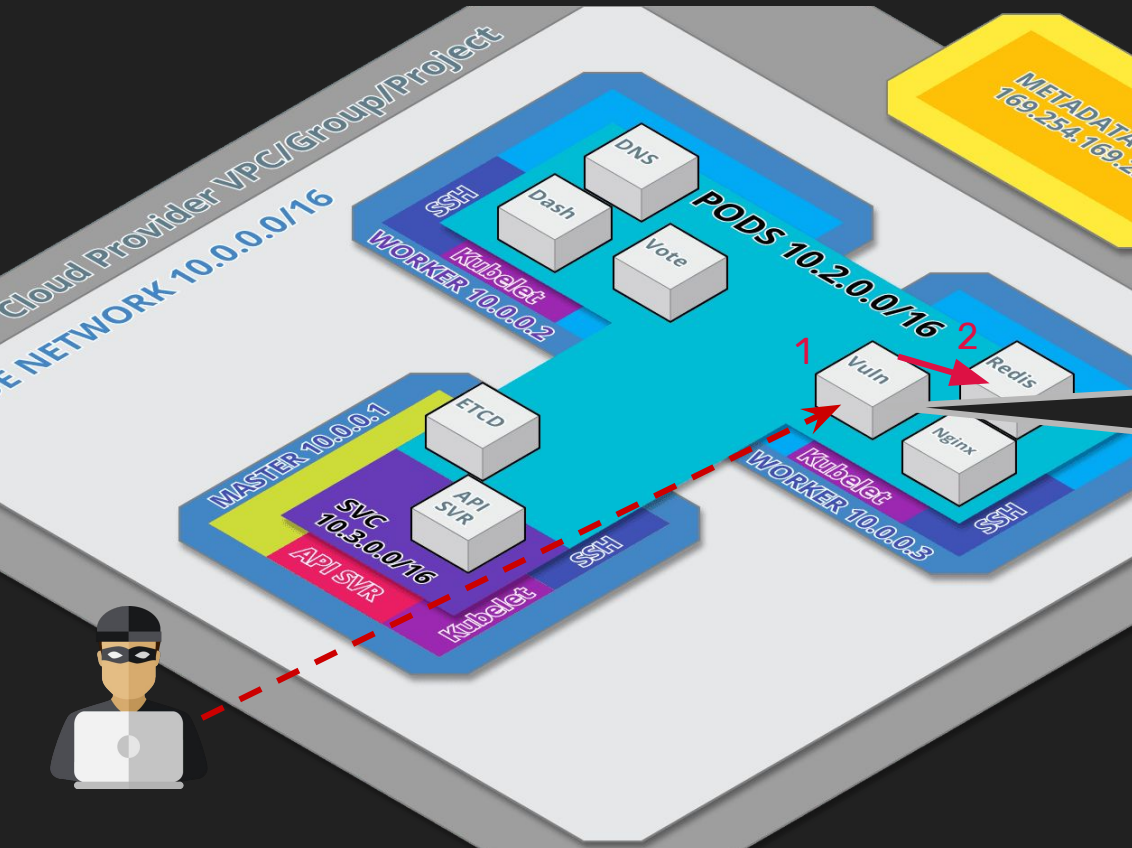 Cloud Provider VPC/Group/Project
E NETWORK 10.0.0.0/16
METADATA
169.254.169.2
DNS
Dash
Vote
SSH
Kubelet
WORKER 10.0.0.2
PODS 10.2.0.0/16
1
2
Vuln
Redis
Nginx
Kubelet
SSH
WORKER 10.0.0.3
ETCD
MASTER 10.0.0.1
API
SVR
SVC
10.3.0.0/16
API SVR
SSH
Kubelet